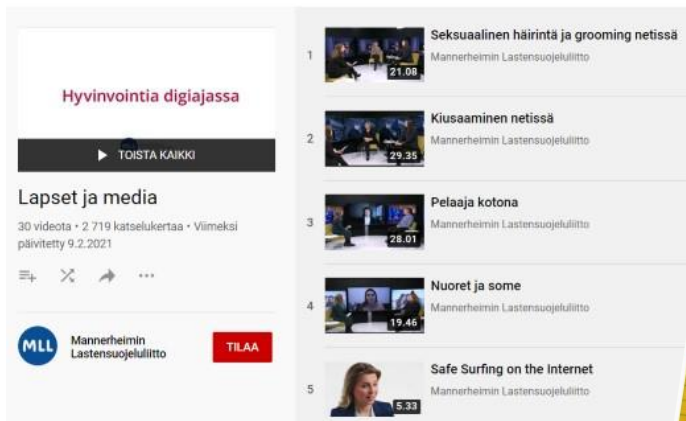 Hyvinvointia digiajassa
TOISTA KAIKKI
Lapset ja media
30 videota • 2 719 katselukertaa • Viimeksi
päivitetty 9.2.2021
MLL
Mannerheimin
Lastensuojeluliitto
TILAA
1
Seksuaalinen häirintä ja grooming netissä
Mannerheimin Lastensuojeluliitto
21.08
2
Kiusaaminen netissä
Mannerheimin Lastensuojeluliitto
29.35
3
Pelaaja kotona
Mannerheimin Lastensuojeluliitto
28.01
4
Nuoret ja some
Mannerheimin Lastensuojeluliitto
19.46
5
Safe Surfing on the Internet
Mannerheimin Lastensuojeluliitto
5.33